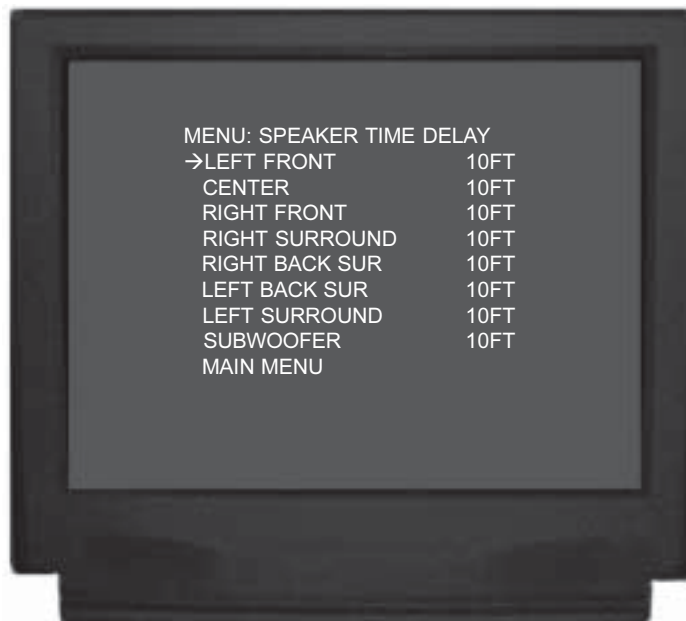 MENU: SPEAKER TIME DELAY
→LEFT FRONT 10FT
CENTER 10FT
RIGHT FRONT 10FT
RIGHT SURROUND 10FT
RIGHT BACK SUR 10FT
LEFT BACK SUR 10FT
LEFT SURROUND 10FT
SUBWOOFER 10FT
MAIN MENU